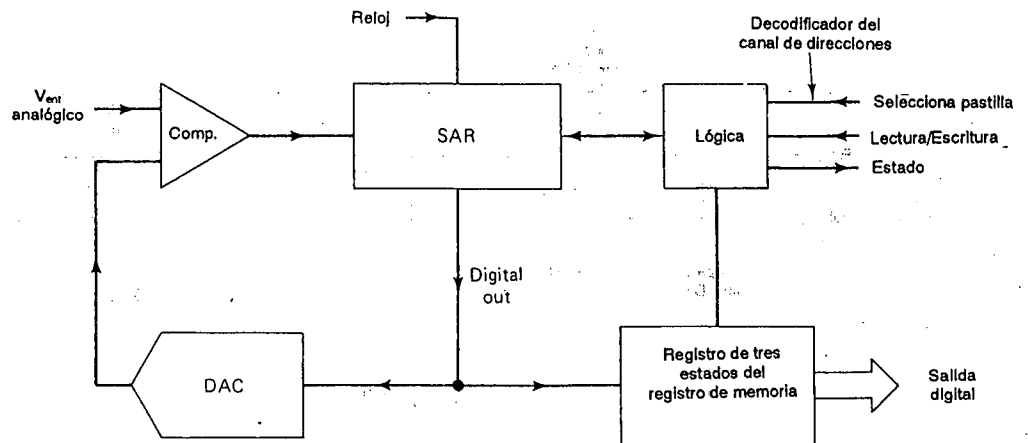 Reloj
Decodificador del
canal de direcciones
Vent
analógico
Comp.
SAR
Lógica
Selecciona pastilla
Lectura/Escritura
Estado
Digital
out
DAC
Registro de tres
estados del
registro de memoria
Salida
digital